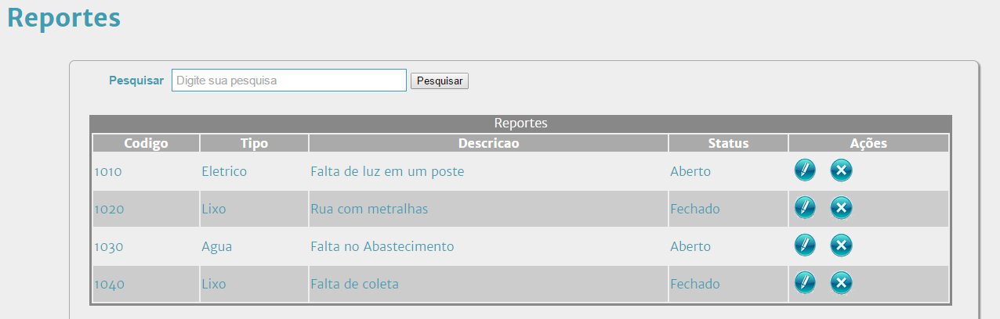 Reportes
Pesquisar Digite sua pesquisa Pesquisar
Reportes
Codigo Tipo Descricao Status Ações
1010 Eletrico Falta de luz em um poste Aberto
1020 Lixo Rua com metralhas Fechado
1030 Agua Falta no Abastecimento Aberto
1040 Lixo Falta de coleta Fechado